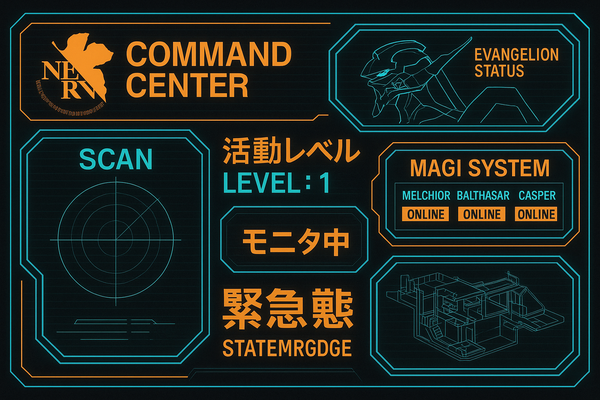 NERV
COMMAND
CENTER
EVANGELION
STATUS
SCAN
活動レベル
LEVEL:1
MAGI SYSTEM
MELCHIOR BALTHASAR CASPER
ONLINE ONLINE ONLINE
モニタ中
緊急態
STATEMRGDGE